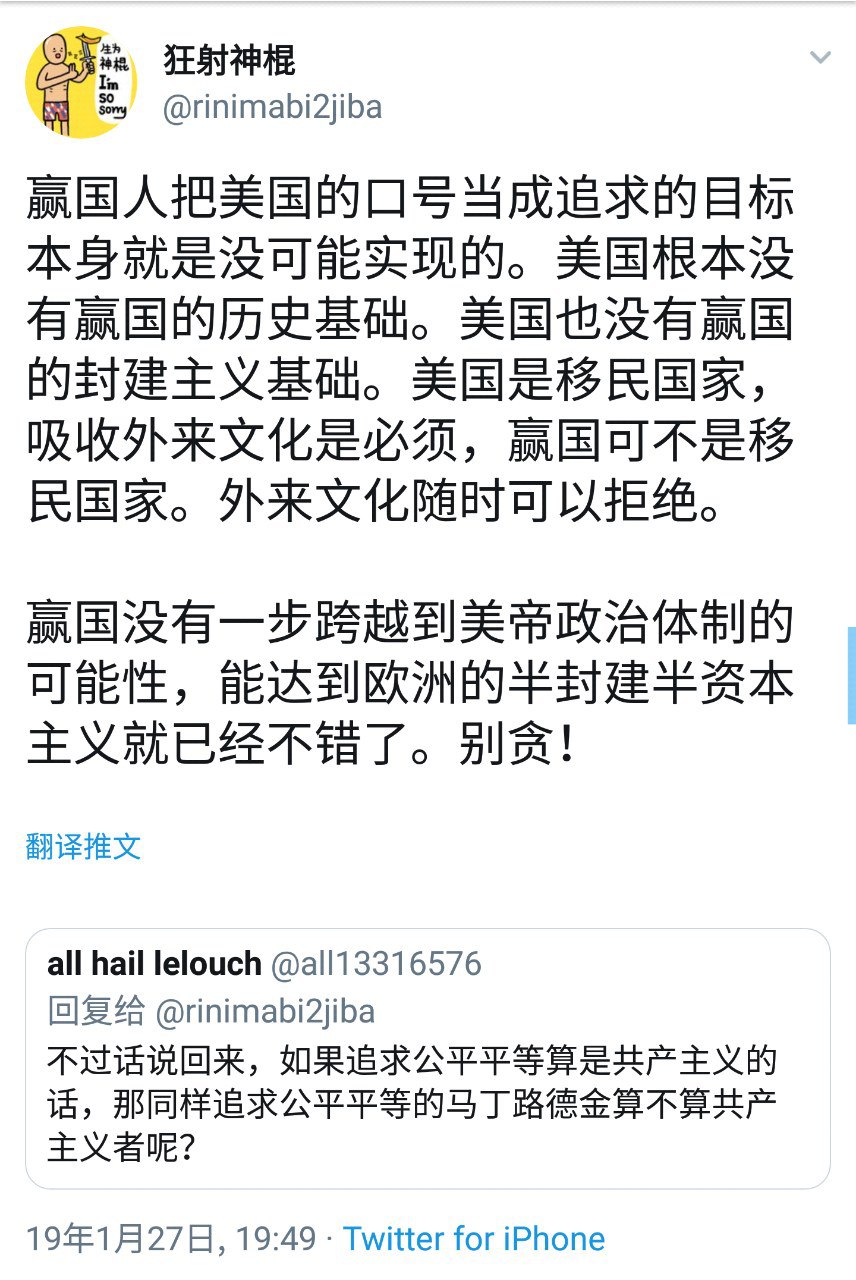 生为
神棍
I'm
so
sorry
狂射神棍
@rinimabi2jiba
赢国人把美国的口号当成追求的目标
本身就是没可能实现的。美国根本没
有赢国的历史基础。美国也没有赢国
的封建主义基础。美国是移民国家，
吸收外来文化是必须，赢国可不是移
民国家。外来文化随时可以拒绝。
赢国没有一步跨越到美帝政治体制的
可能性，能达到欧洲的半封建半资本
主义就已经不错了。别贪！
翻译推文
all hail lelouch @all13316576
回复给 @rinimabi2jiba
不过话说回来，如果追求公平平等算是共产主义的
话，那同样追求公平平等的马丁路德金算不算共产
主义者呢？
19年1月27日, 19:49 · Twitter for iPhone